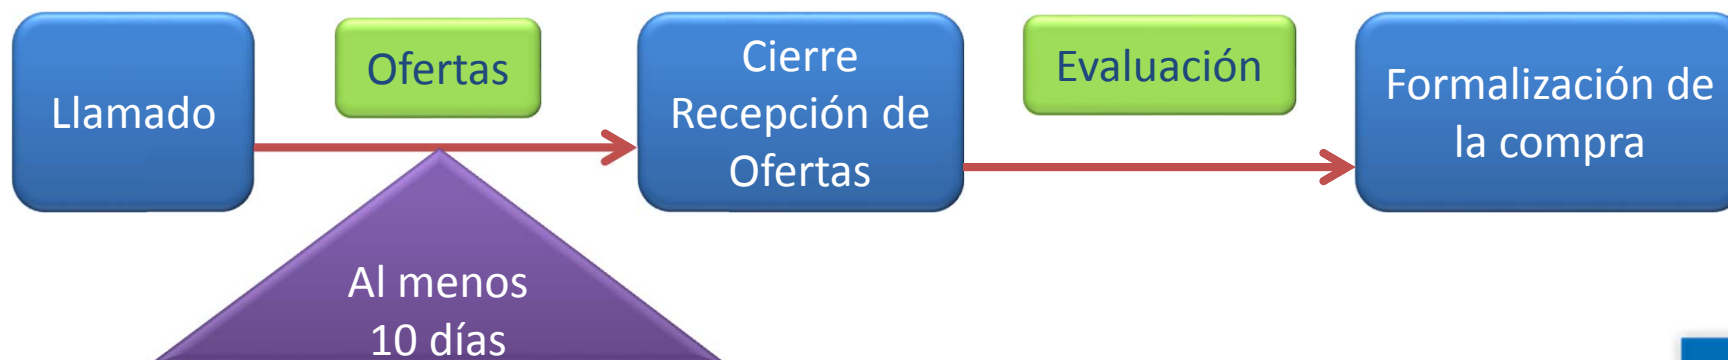 Llamado
Ofertas
Cierre
Recepción de
Ofertas
Evaluación
Formalización de
la compra
Al menos
10 días